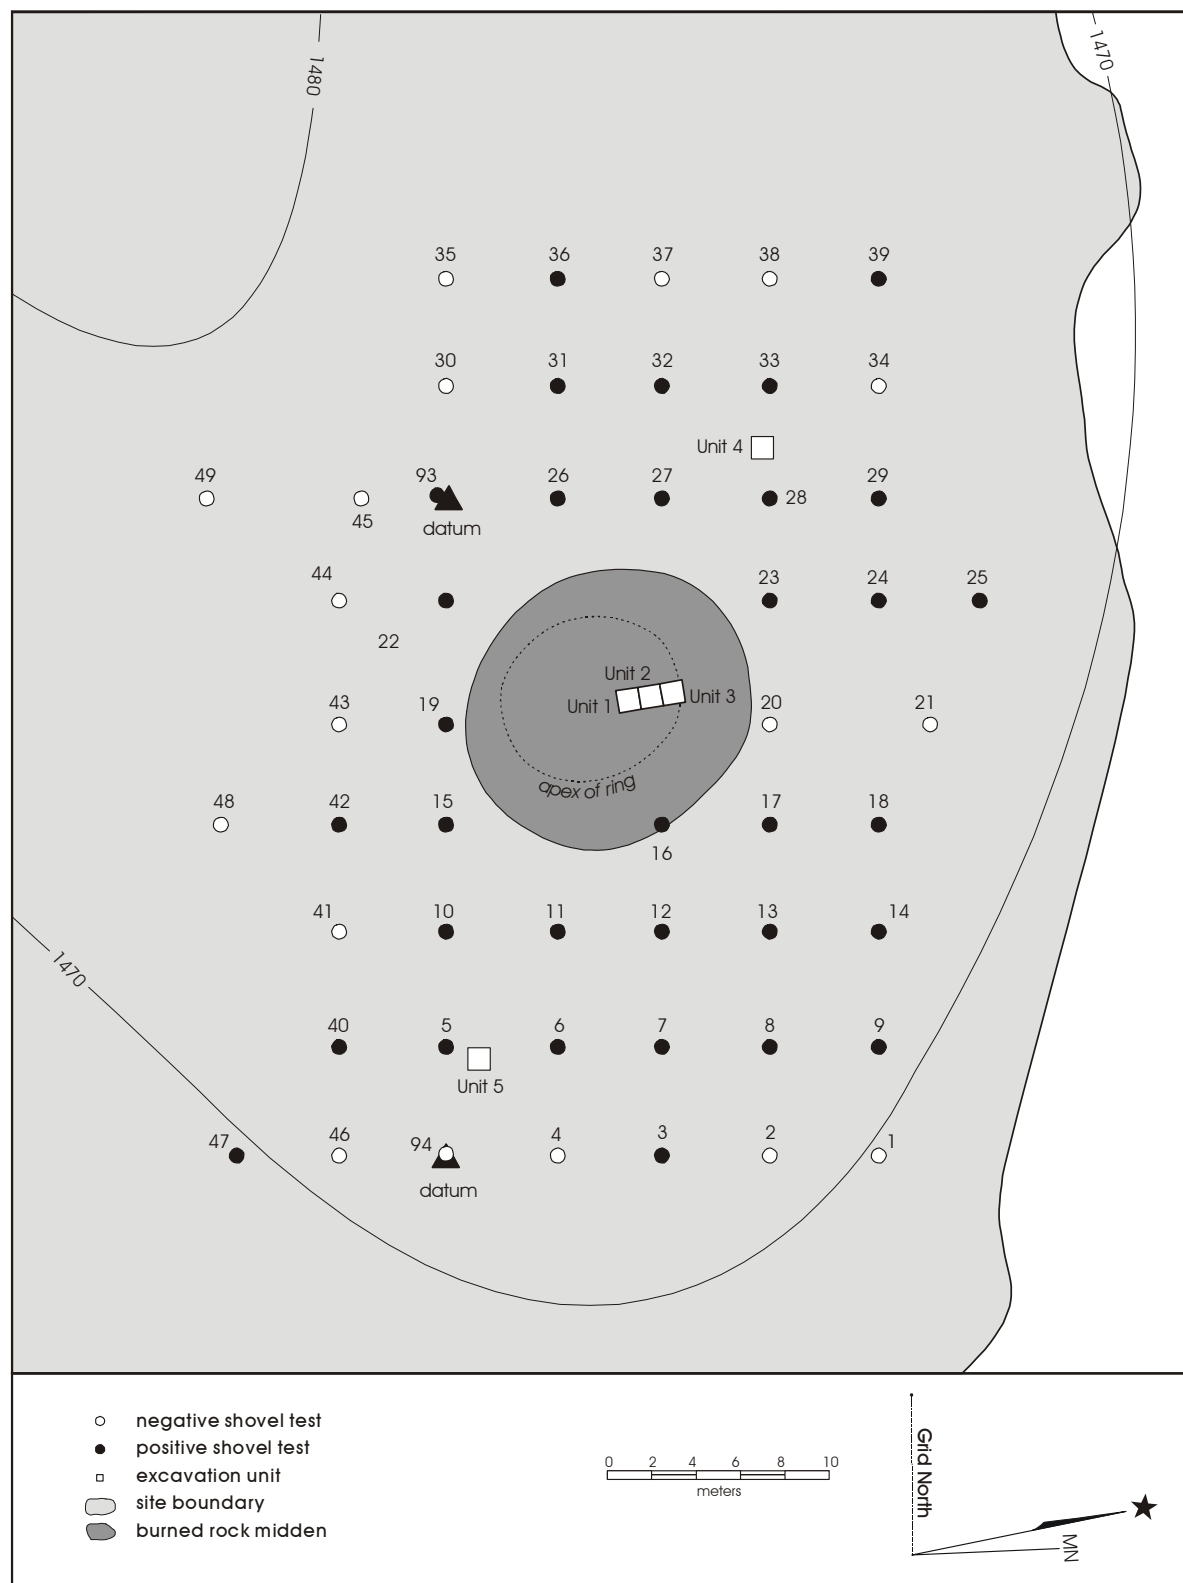 1480
1470
35 36 37 38 39
30 31 32 33 34
Unit 4
49 93 26 27 28 29
45
datum
44 23 24 25
22
Unit 2
Unit 1 Unit 3
43 19 20 21
apex of ring
48 42 15 17 18
16
41 10 11 12 13 14
1470
40 5 6 7 8 9
Unit 5
47 46 94 4 3 2 1
datum
negative shovel test
positive shovel test
excavation unit
site boundary
burned rock midden
0 2 4 6 8 10
meters
Grid North
MN